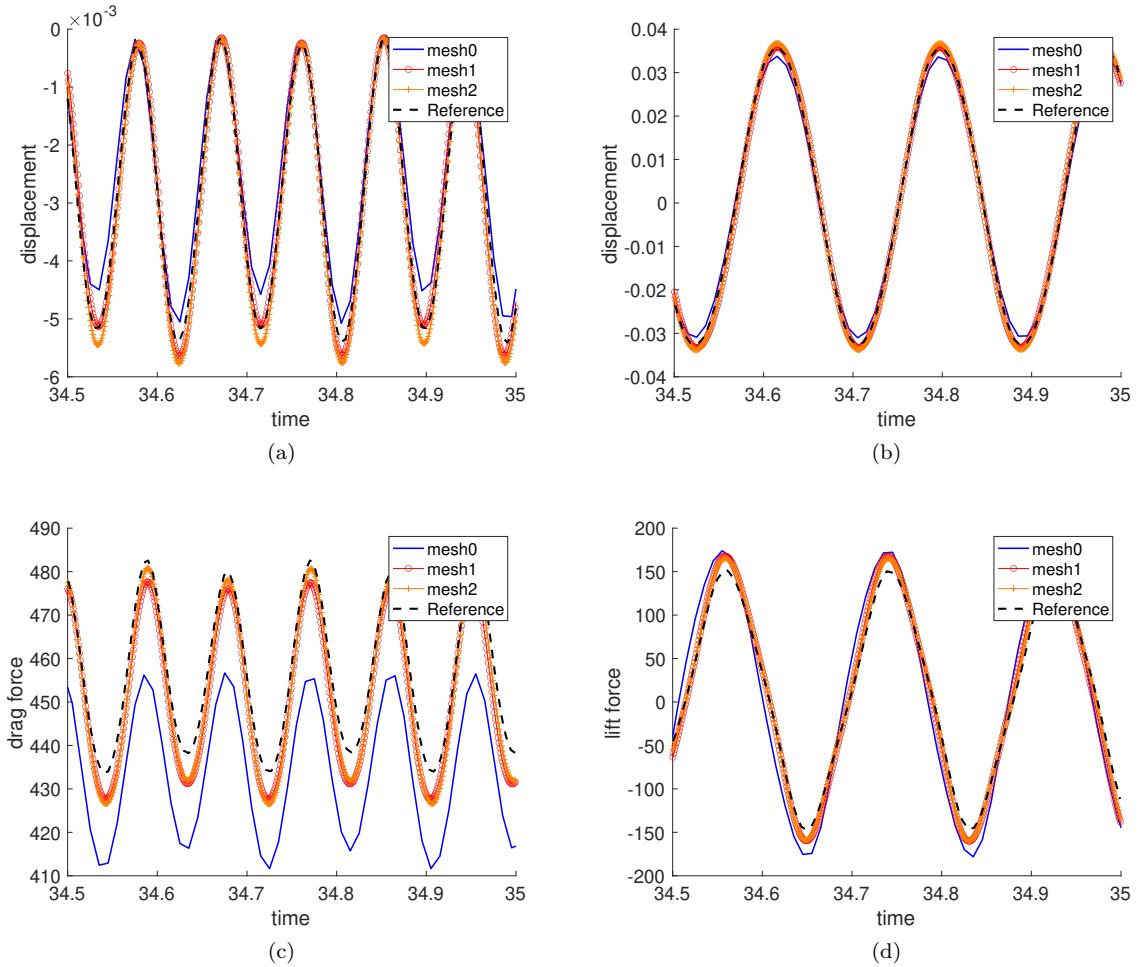 ×10⁻³
0
-1
-2
-3
-4
-5
-6
displacement
34.5 34.6 34.7 34.8 34.9 35
time
mesh0
mesh1
mesh2
Reference
(a)
0.04
0.03
0.02
0.01
0
-0.01
-0.02
-0.03
-0.04
displacement
34.5 34.6 34.7 34.8 34.9 35
time
mesh0
mesh1
mesh2
Reference
(b)
490
480
470
460
450
440
430
420
410
drag force
34.5 34.6 34.7 34.8 34.9 35
time
mesh0
mesh1
mesh2
Reference
(c)
200
150
100
50
0
-50
-100
-150
-200
lift force
34.5 34.6 34.7 34.8 34.9 35
time
mesh0
mesh1
mesh2
Reference
(d)